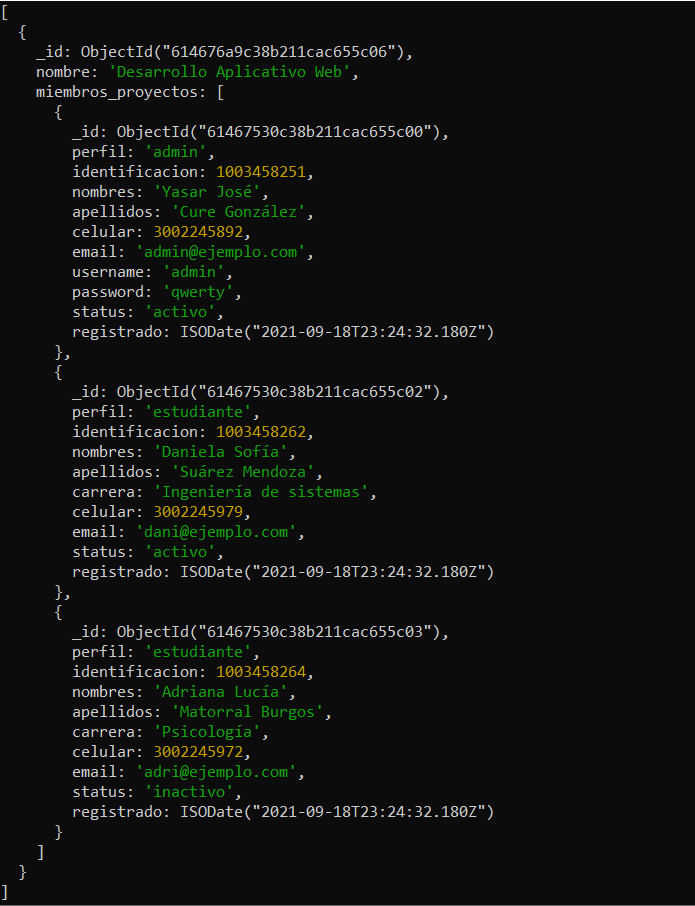 [
  {
    _id: ObjectId("614676a9c38b211cac655c06"),
    nombre: 'Desarrollo Aplicativo Web',
    miembros_proyectos: [
      {
        _id: ObjectId("61467530c38b211cac655c00"),
        perfil: 'admin',
        identificacion: 1003458251,
        nombres: 'Yasar José',
        apellidos: 'Cure González',
        celular: 3002245892,
        email: 'admin@ejemplo.com',
        username: 'admin',
        password: 'qwerty',
        status: 'activo',
        registrado: ISODate("2021-09-18T23:24:32.180Z")
      },
      {
        _id: ObjectId("61467530c38b211cac655c02"),
        perfil: 'estudiante',
        identificacion: 1003458262,
        nombres: 'Daniela Sofía',
        apellidos: 'Suárez Mendoza',
        carrera: 'Ingeniería de sistemas',
        celular: 3002245979,
        email: 'dani@ejemplo.com',
        status: 'activo',
        registrado: ISODate("2021-09-18T23:24:32.180Z")
      },
      {
        _id: ObjectId("61467530c38b211cac655c03"),
        perfil: 'estudiante',
        identificacion: 1003458264,
        nombres: 'Adriana Lucía',
        apellidos: 'Matorral Burgos',
        carrera: 'Psicología',
        celular: 3002245972,
        email: 'adri@ejemplo.com',
        status: 'inactivo',
        registrado: ISODate("2021-09-18T23:24:32.180Z")
      }
    ]
  }
]